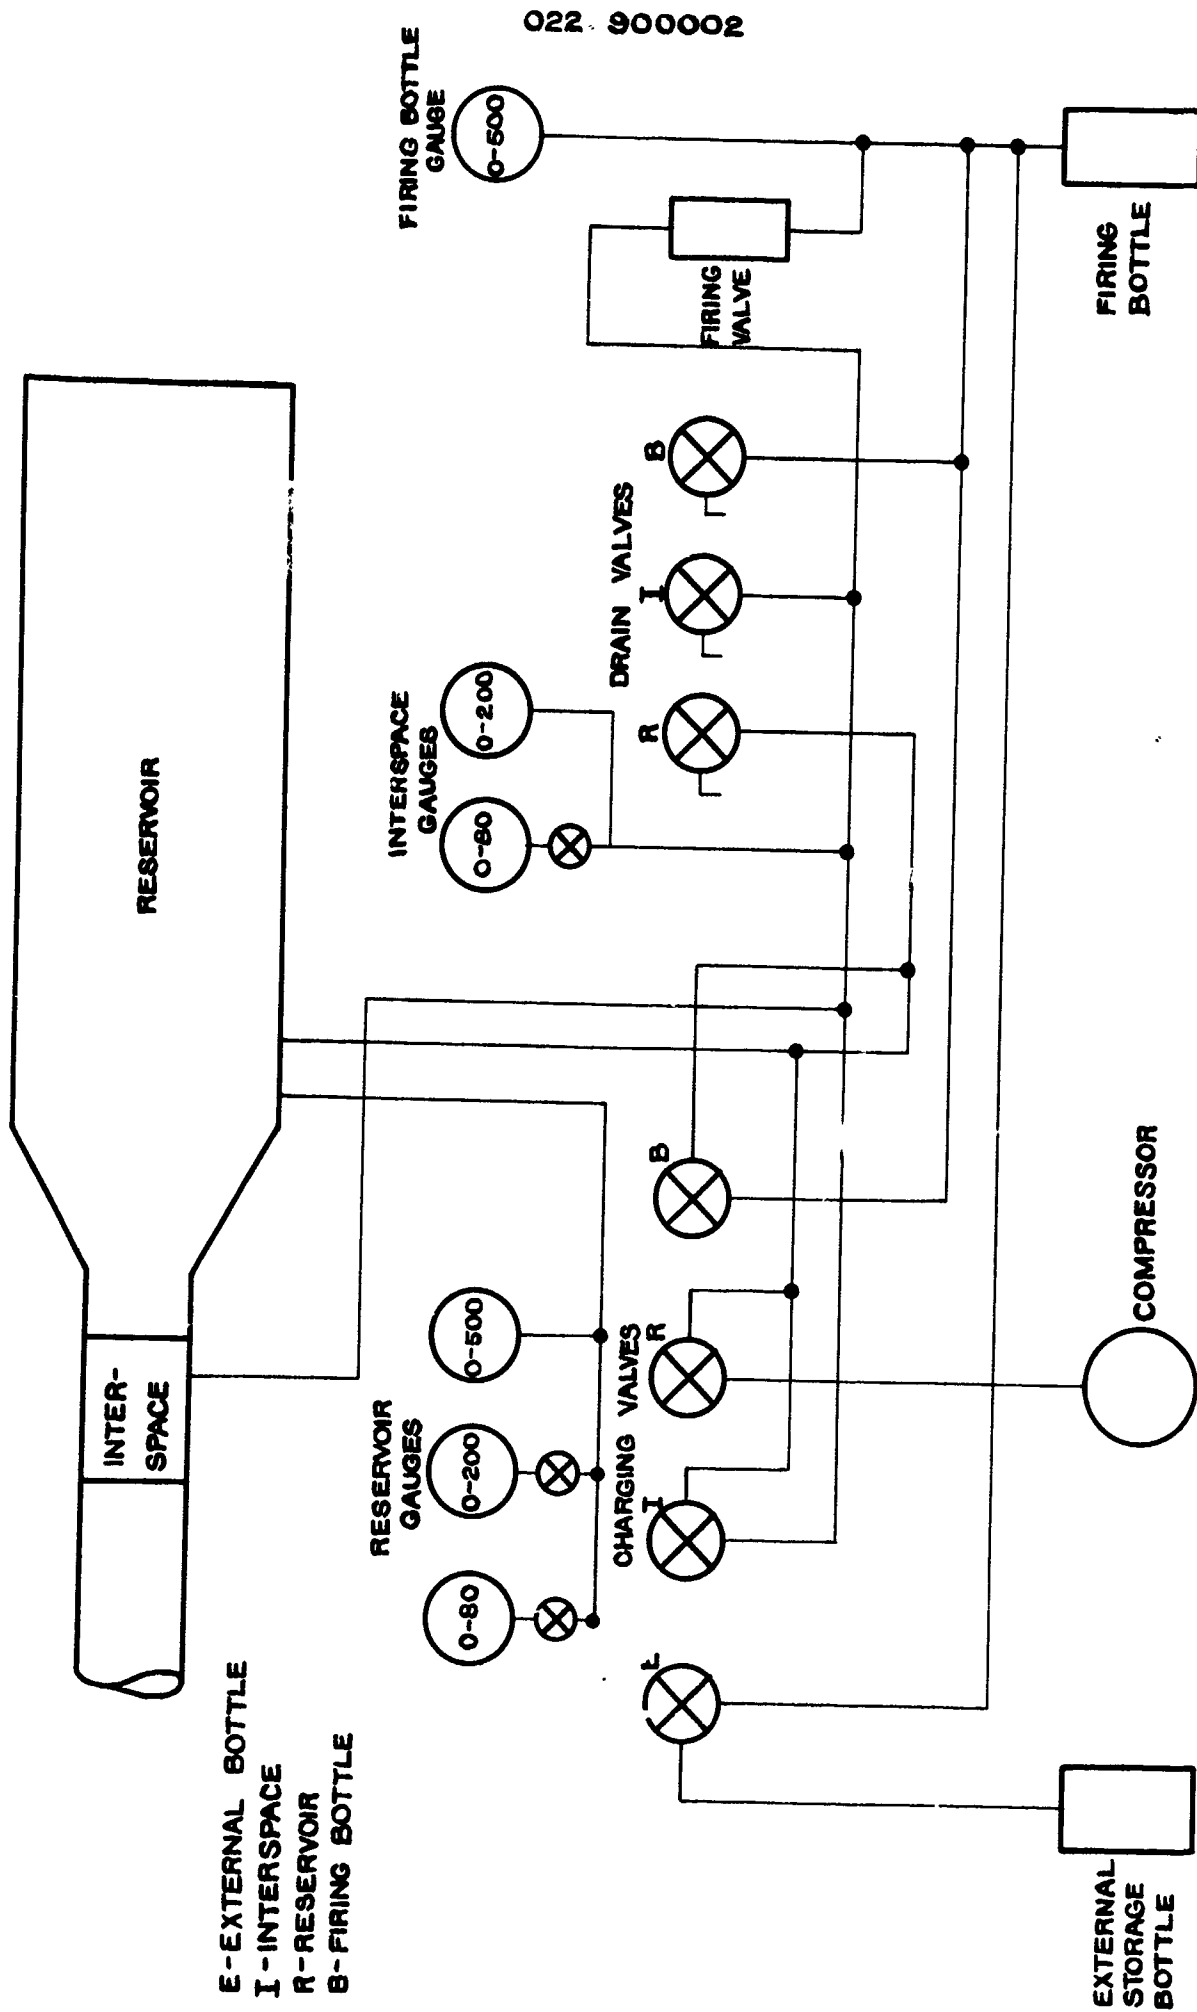 022 900002
RESERVOIR
INTER-
SPACE
E-EXTERNAL BOTTLE
I-INTERSPACE
R-RESERVOIR
B-FIRING BOTTLE
RESERVOIR
GAUGES
0-80
0-200
0-500
INTERSPACE
GAUGES
0-80
0-200
FIRING BOTTLE
GAUGE
0-500
CHARGING VALVES
I
R
B
DRAIN VALVES
R
I
B
FIRING
VALVE
EXTERNAL
STORAGE
BOTTLE
COMPRESSOR
FIRING
BOTTLE